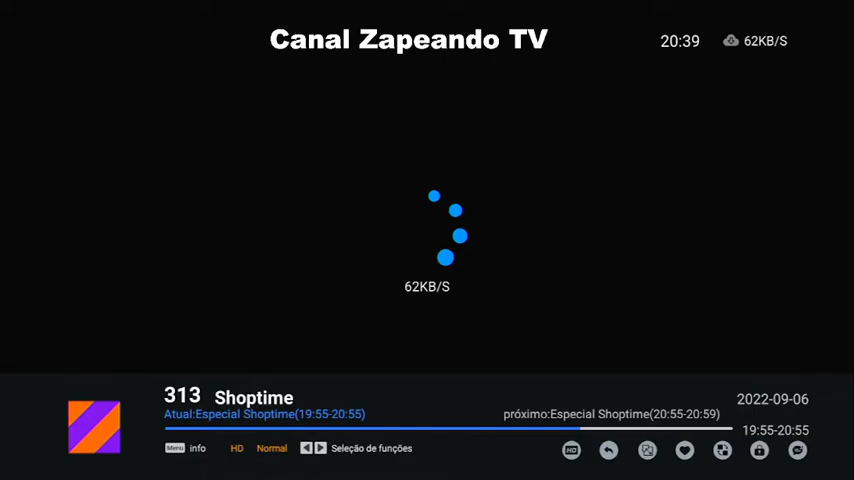 Canal Zapeando TV
20:39
62KB/S
62KB/S
313 Shoptime
2022-09-06
Atual:Especial Shoptime(19:55-20:55)
próximo:Especial Shoptime(20:55-20:59)
19:55-20:55
Menu info HD Normal Seleção de funções
HD